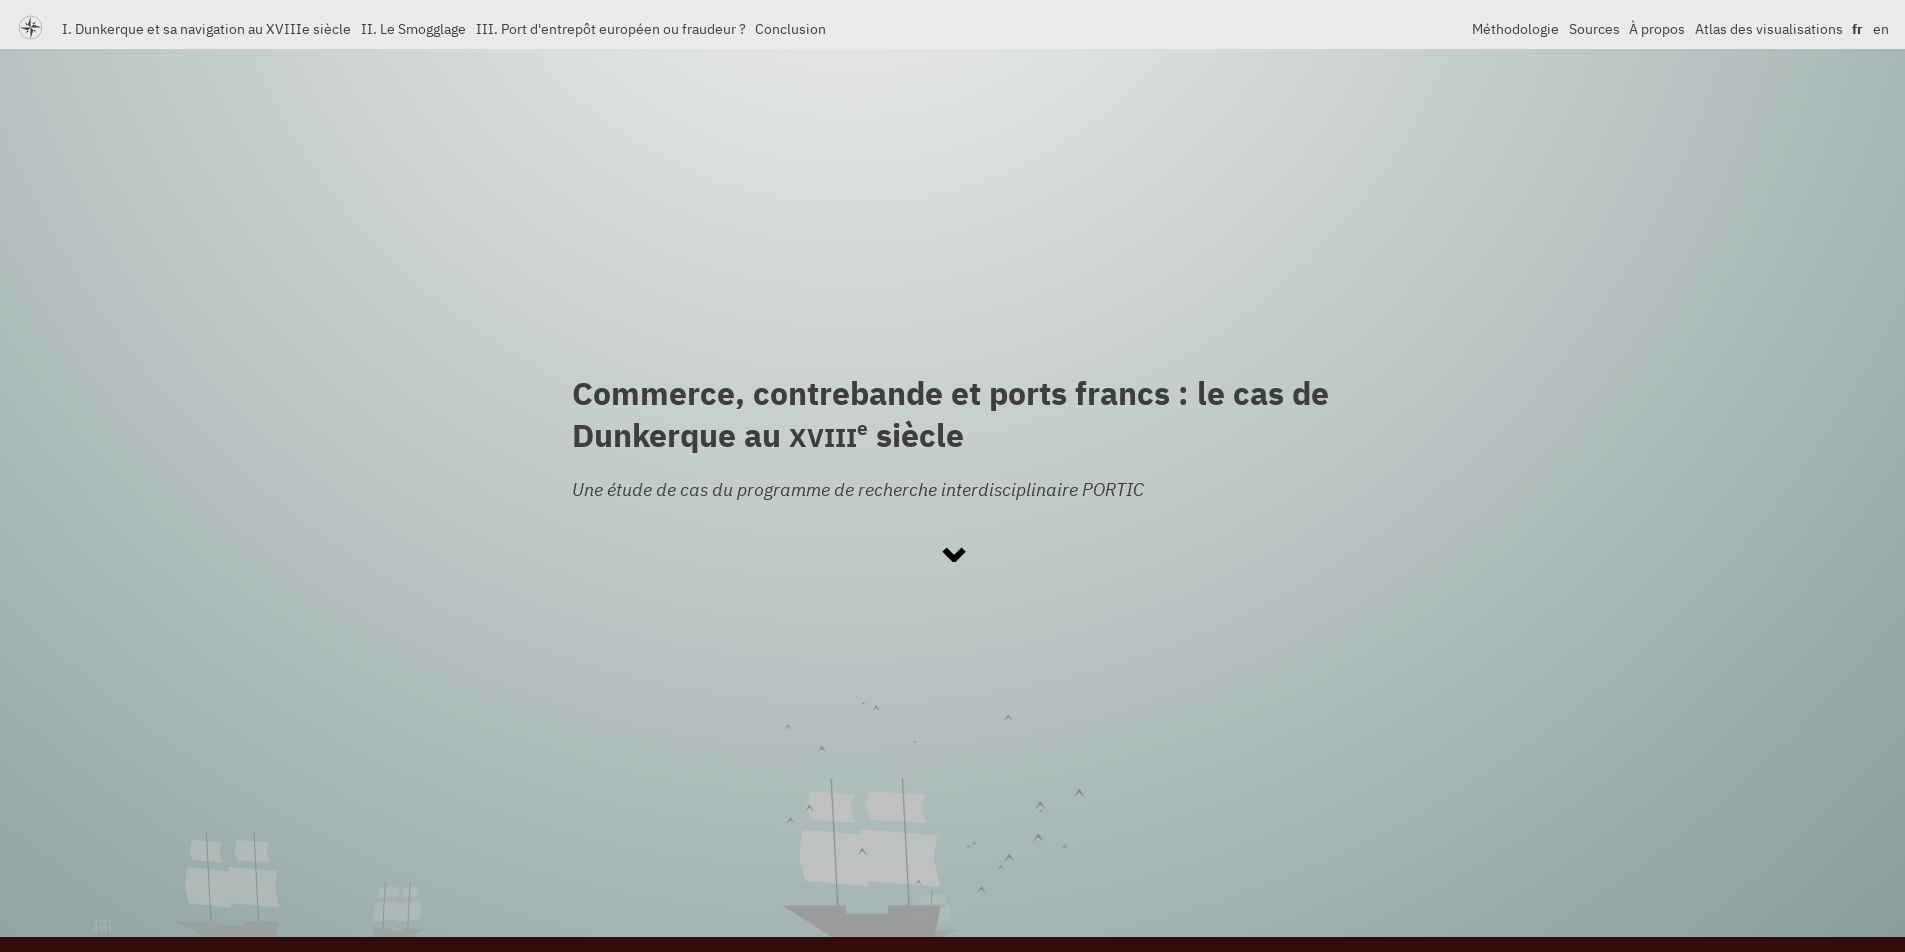 I. Dunkerque et sa navigation au XVIIIe siècle II. Le Smogglage III. Port d'entrepôt européen ou fraudeur ? Conclusion Méthodologie Sources À propos Atlas des visualisations fr en
Commerce, contrebande et ports francs : le cas de
Dunkerque au XVIIIe siècle
Une étude de cas du programme de recherche interdisciplinaire PORTIC